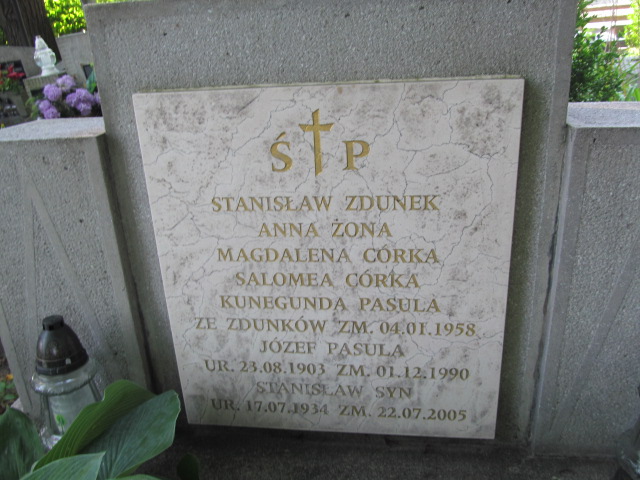 Ś P
STANISŁAW ZDUNEK
ANNA ŻONA
MAGDALENA CÓRKA
SALOMEA CÓRKA
KUNEGUNDA PASULA
ZE ZDUNKÓW ZM. 04.01.1958
JÓZEF PASULA
UR. 23.08.1903 ZM. 01.12.1990
STANISŁAW SYN
UR. 17.07.1934 ZM. 22.07.2005